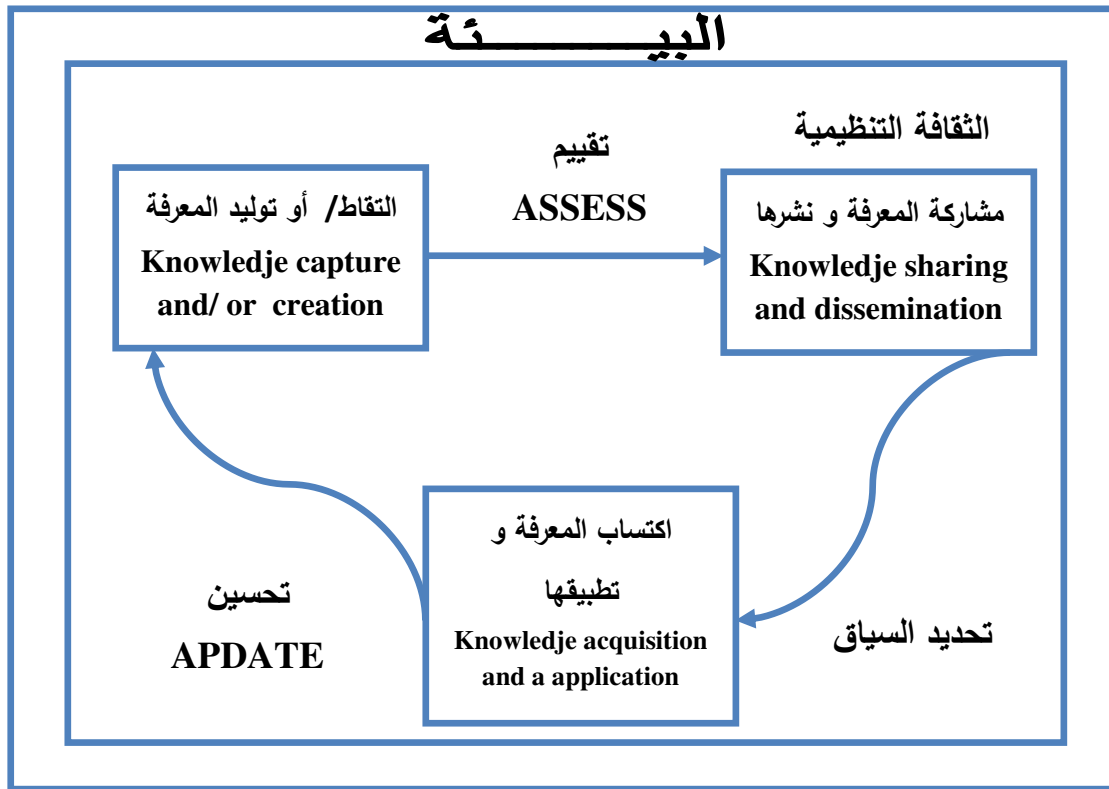 البيــــــــئة
الثقافة التنظيمية
تقييم
ASSESS
التقاط/ أو توليد المعرفة
Knowledje capture
and/ or creation
مشاركة المعرفة و نشرها
Knowledje sharing
and dissemination
اكتساب المعرفة و
تطبيقها
Knowledje acquisition
and a application
تحسين
APDATE
تحديد السياق